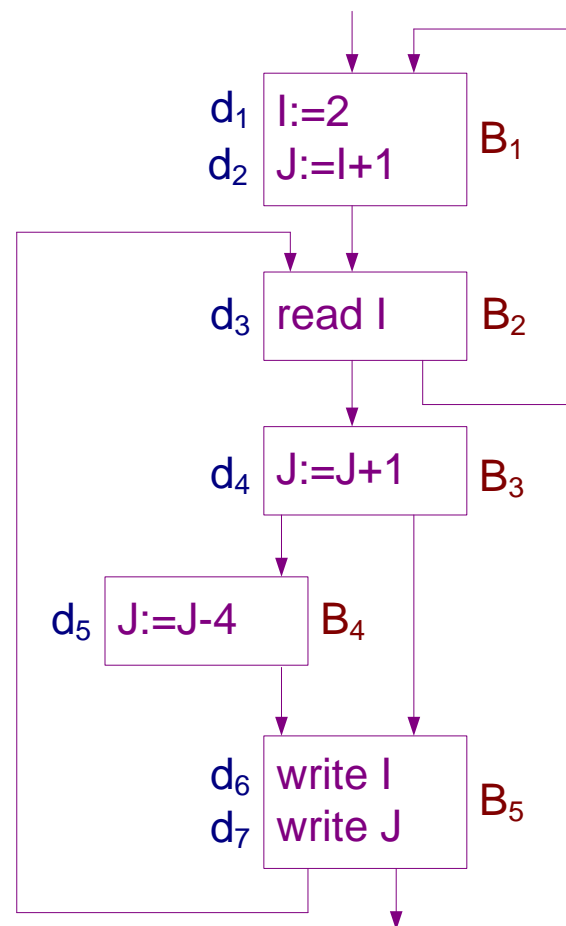 d₁ I:=2 B₁
d₂ J:=I+1
d₃ read I B₂
d₄ J:=J+1 B₃
d₅ J:=J-4 B₄
d₆ write I B₅
d₇ write J